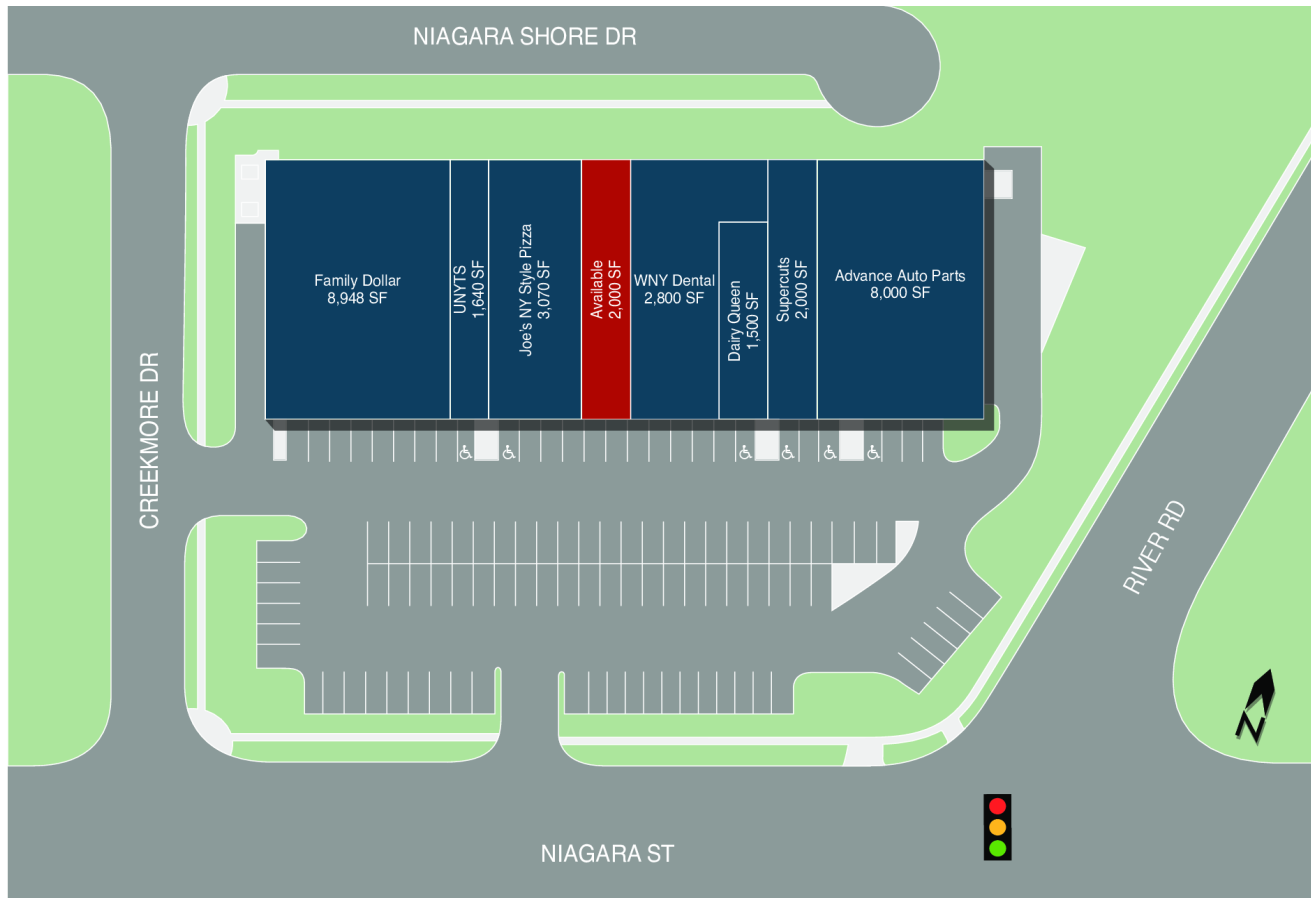 NIAGARA SHORE DR
Family Dollar
8,948 SF
UNYTS
1,640 SF
Joe's NY Style Pizza
3,070 SF
Available
2,000 SF
WNY Dental
2,800 SF
Dairy Queen
1,500 SF
Supercuts
2,000 SF
Advance Auto Parts
8,000 SF
CREEKMORE DR
RIVER RD
N
NIAGARA ST